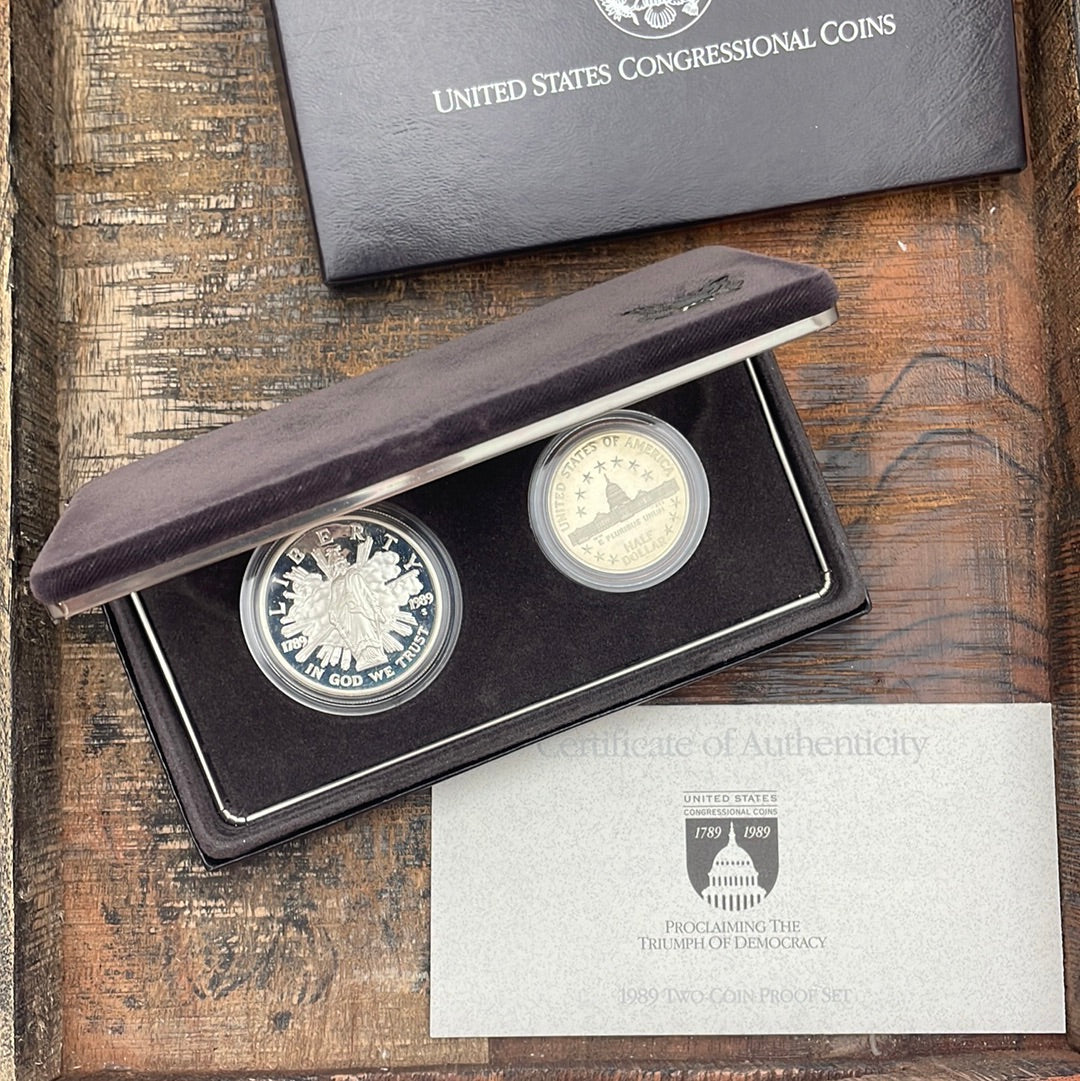 UNITED STATES CONGRESSIONAL COINS
LIBERTY
1789
1989
S
IN GOD WE TRUST
UNITED STATES OF AMERICA
E PLURIBUS UNUM
HALF
DOLLAR
Certificate of Authenticity
UNITED STATES
CONGRESSIONAL COINS
1789 1989
PROCLAIMING THE
TRIUMPH OF DEMOCRACY
1989 TWO COIN PROOF SET